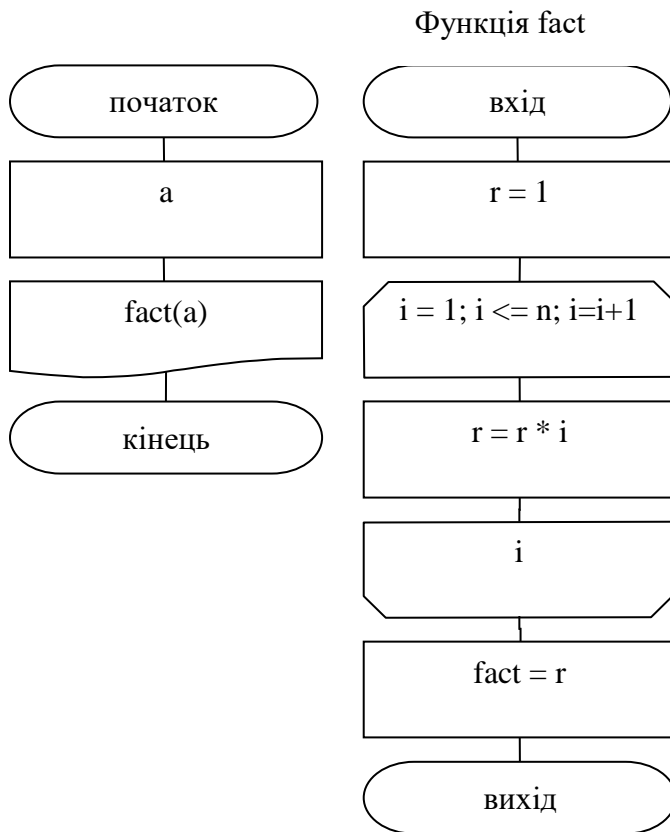 Функція fact
початок
a
fact(a)
кінець
вхід
r = 1
i = 1; i <= n; i=i+1
r = r * i
i
fact = r
вихід